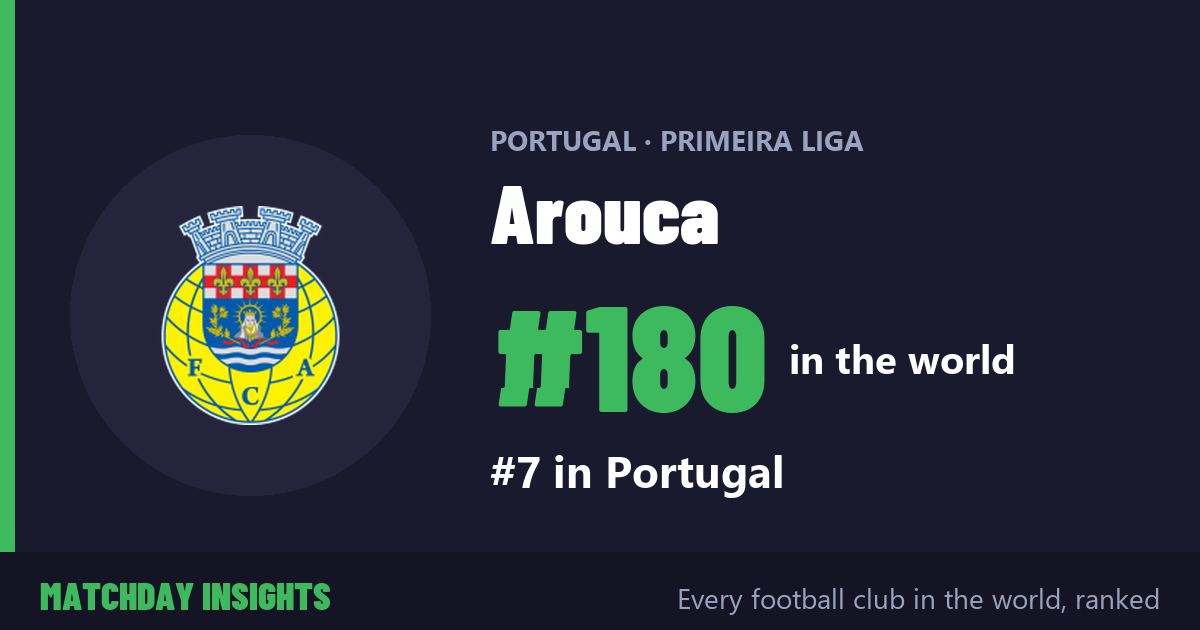 PORTUGAL · PRIMEIRA LIGA
Arouca
#180 in the world
#7 in Portugal
F C A
MATCHDAY INSIGHTS
Every football club in the world, ranked